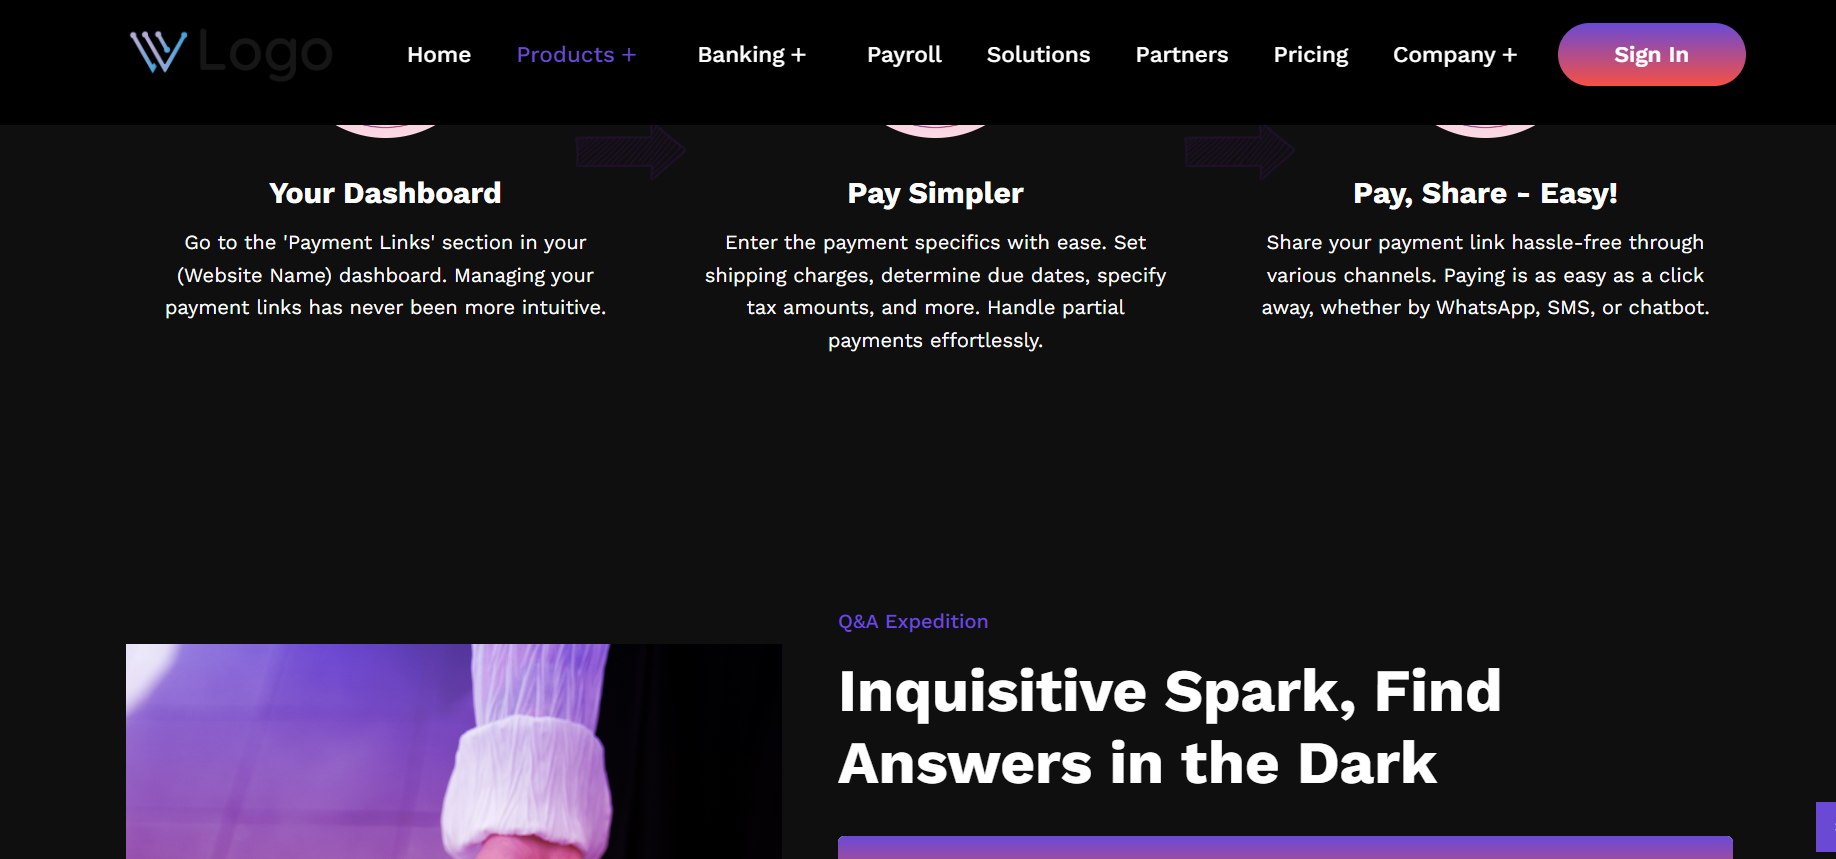 Logo
Home Products + Banking + Payroll Solutions Partners Pricing Company + Sign In
Your Dashboard
Go to the 'Payment Links' section in your
(Website Name) dashboard. Managing your
payment links has never been more intuitive.
Pay Simpler
Enter the payment specifics with ease. Set
shipping charges, determine due dates, specify
tax amounts, and more. Handle partial
payments effortlessly.
Pay, Share - Easy!
Share your payment link hassle-free through
various channels. Paying is as easy as a click
away, whether by WhatsApp, SMS, or chatbot.
Q&A Expedition
Inquisitive Spark, Find
Answers in the Dark